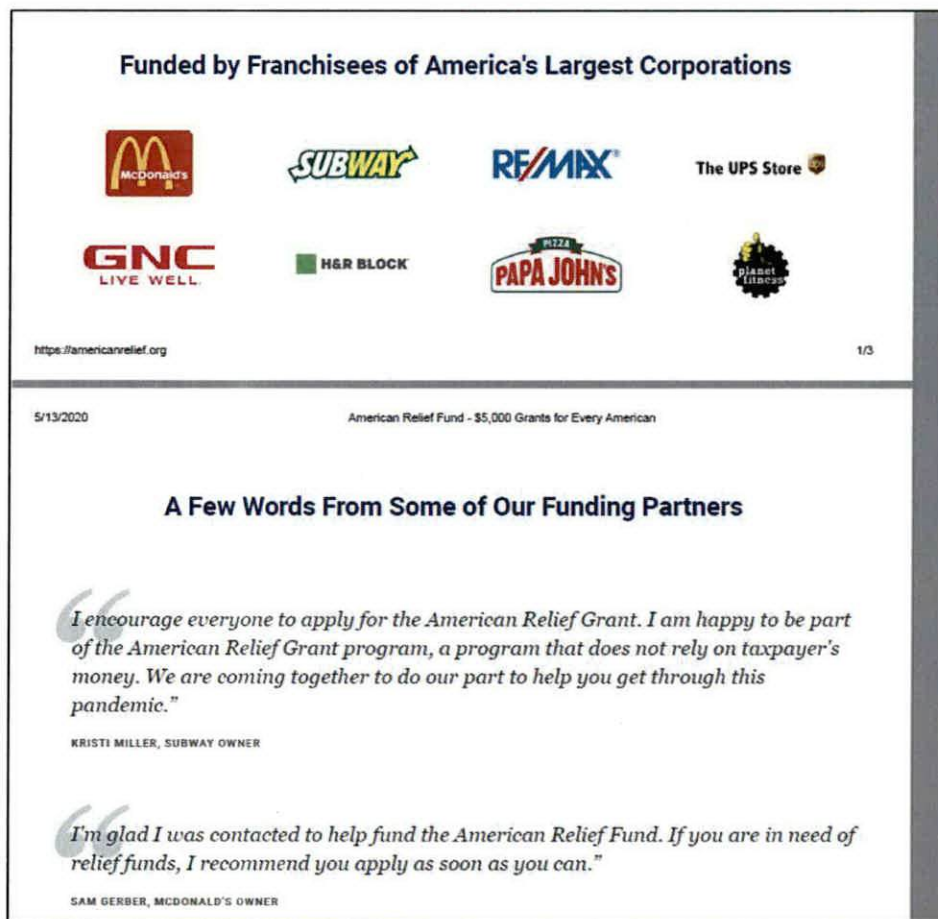 Funded by Franchisees of America's Largest Corporations
McDonald's
SUBWAY
RE/MAX
The UPS Store
GNC
LIVE WELL.
H&R BLOCK
PIZZA
PAPA JOHN'S
planet
fitness
https://americanrelief.org
1/3
5/13/2020
American Relief Fund - $5,000 Grants for Every American
A Few Words From Some of Our Funding Partners
“I encourage everyone to apply for the American Relief Grant. I am happy to be part
of the American Relief Grant program, a program that does not rely on taxpayer's
money. We are coming together to do our part to help you get through this
pandemic.”
KRISTI MILLER, SUBWAY OWNER
“I'm glad I was contacted to help fund the American Relief Fund. If you are in need of
relief funds, I recommend you apply as soon as you can.”
SAM GERBER, MCDONALD'S OWNER